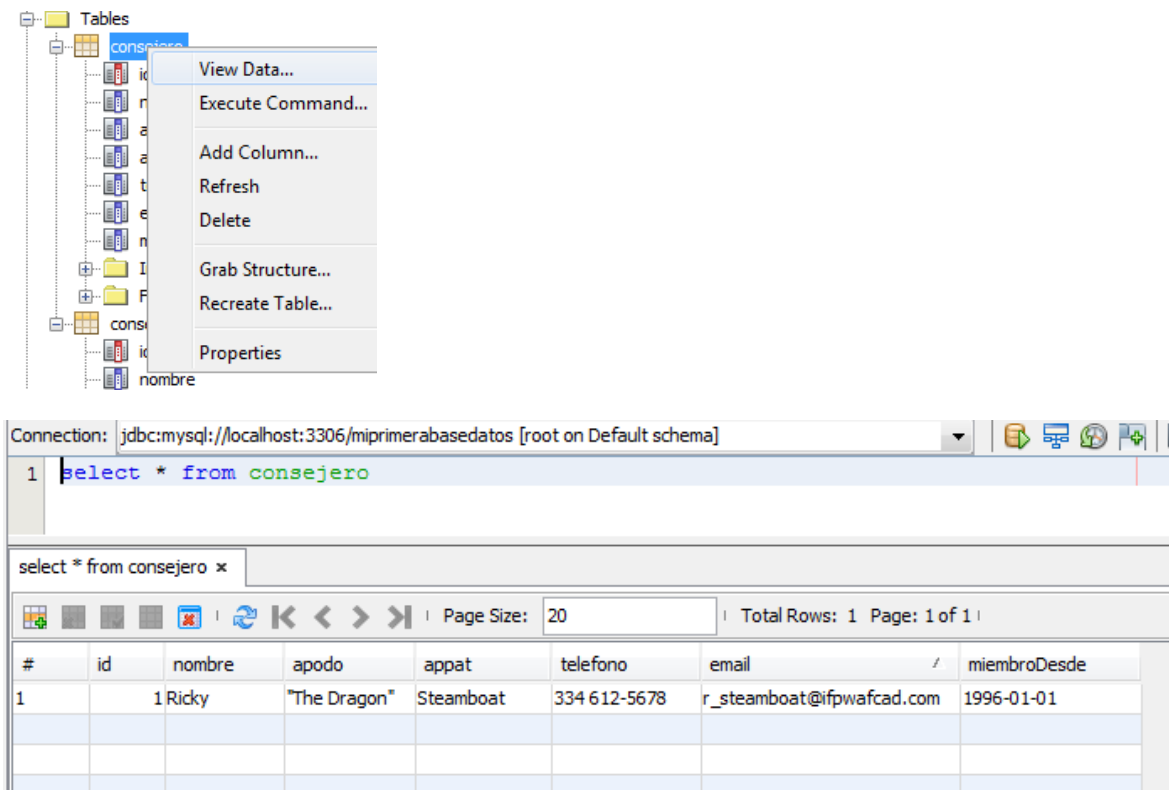 Tables
consejero
View Data...
Execute Command...
Add Column...
Refresh
Delete
Grab Structure...
Recreate Table...
Properties
nombre
Connection: jdbc:mysql://localhost:3306/miprimerabasedatos [root on Default schema]
1 select * from consejero
select * from consejero
Page Size: 20 Total Rows: 1 Page: 1 of 1
# id nombre apodo appat telefono email miembroDesde
1 1 Ricky "The Dragon" Steamboat 334 612-5678 r_steamboat@ifpwafcad.com 1996-01-01